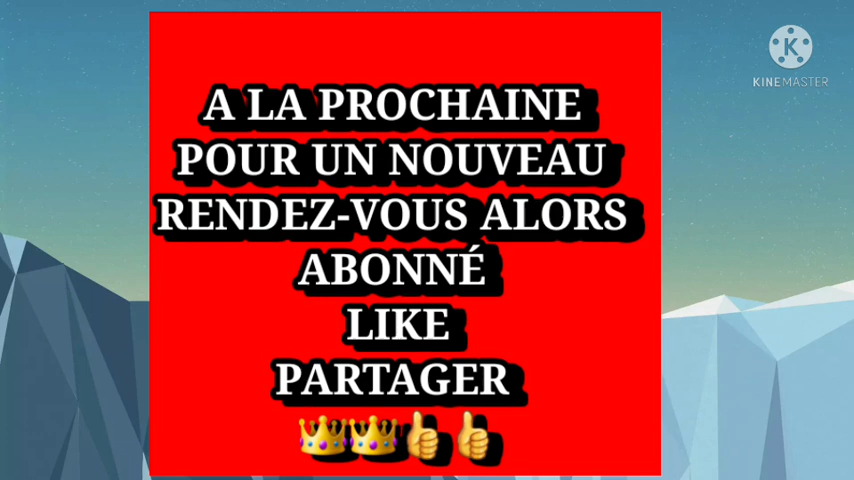 A LA PROCHAINE
POUR UN NOUVEAU
RENDEZ-VOUS ALORS
ABONNÉ
LIKE
PARTAGER
👑👑👍👍
K
KINEMASTER